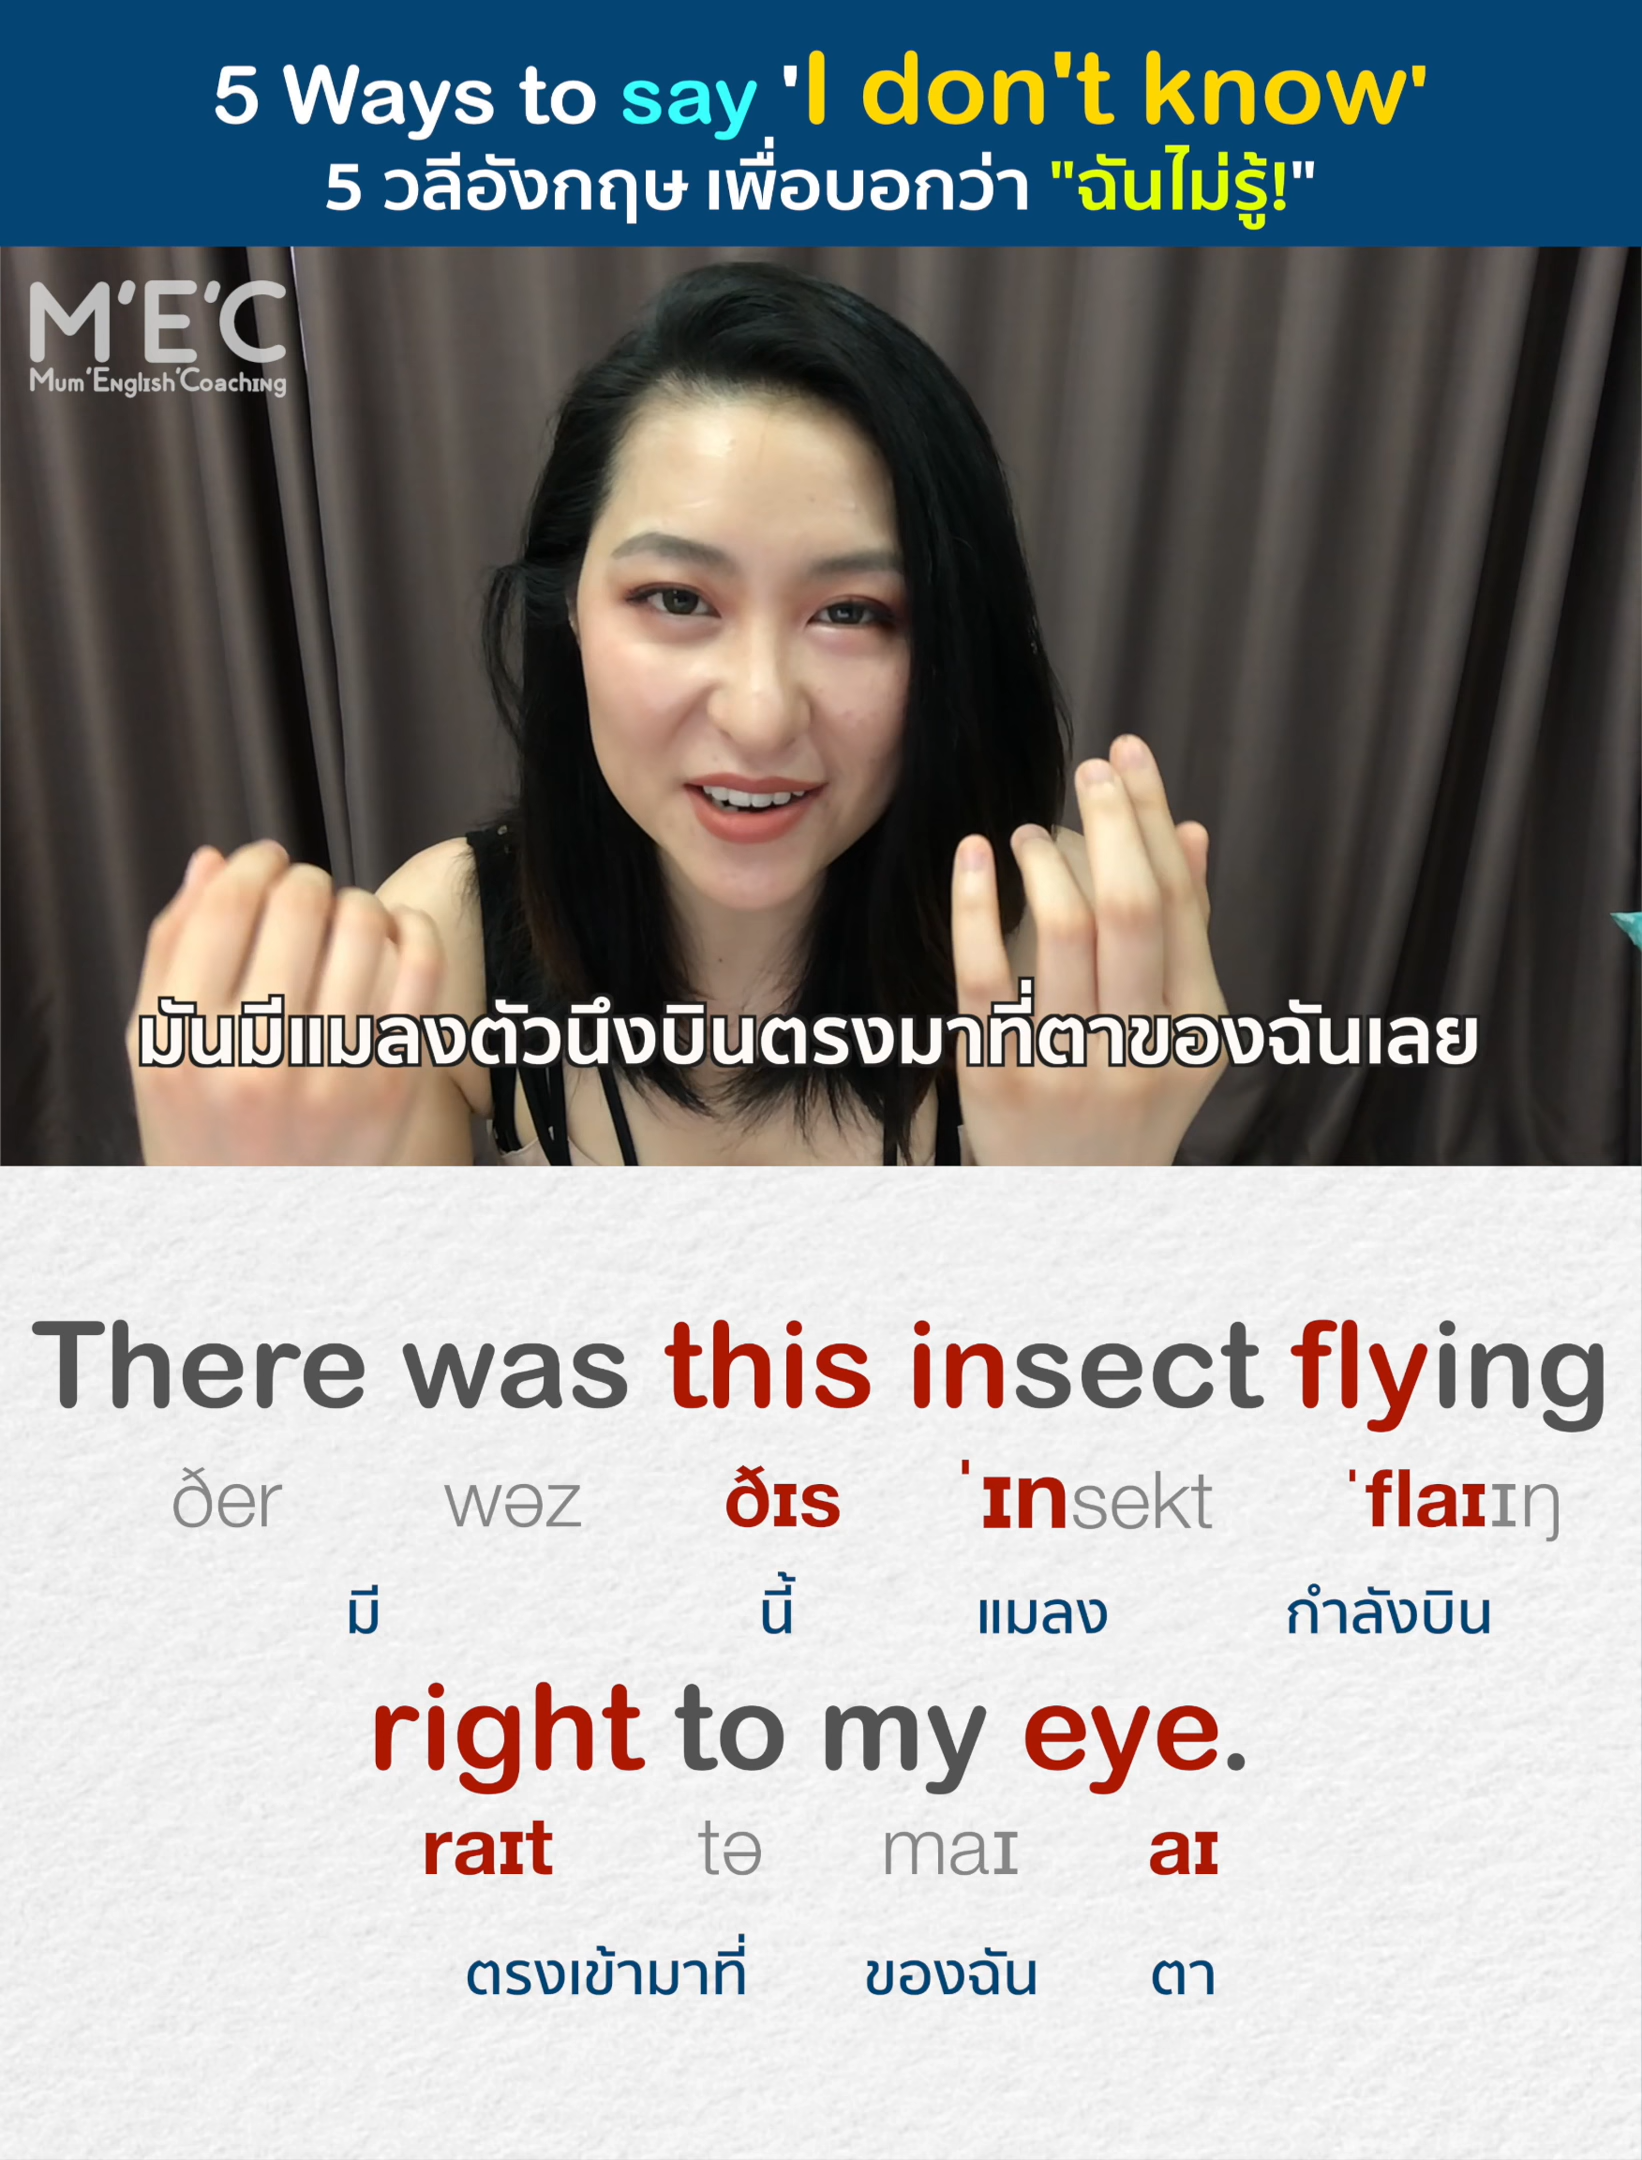 5 Ways to say 'I don't know'
5 วลีอังกฤษ เพื่อบอกว่า "ฉันไม่รู้!"
M'E'C
Mum'English'Coaching
มันมีแมลงตัวนึงบินตรงมาที่ตาของฉันเลย
There was this insect flying
ðer wəz ðɪs ˈɪnsekt ˈflaɪɪŋ
มี นี้ แมลง กำลังบิน
right to my eye.
raɪt tə maɪ aɪ
ตรงเข้ามาที่ ของฉัน ตา